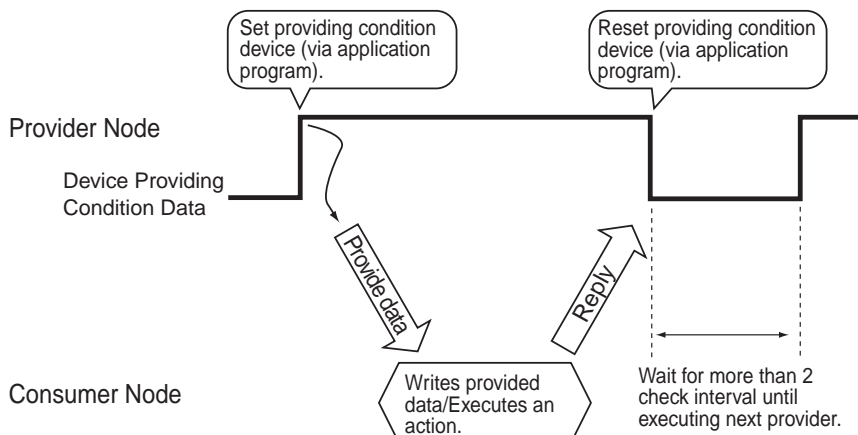 Set providing condition
device (via application
program).
Reset providing condition
device (via application
program).
Provider Node
Device Providing
Condition Data
Provide data
Reply
Consumer Node
Writes provided
data/Executes an
action.
Wait for more than 2
check interval until
executing next provider.